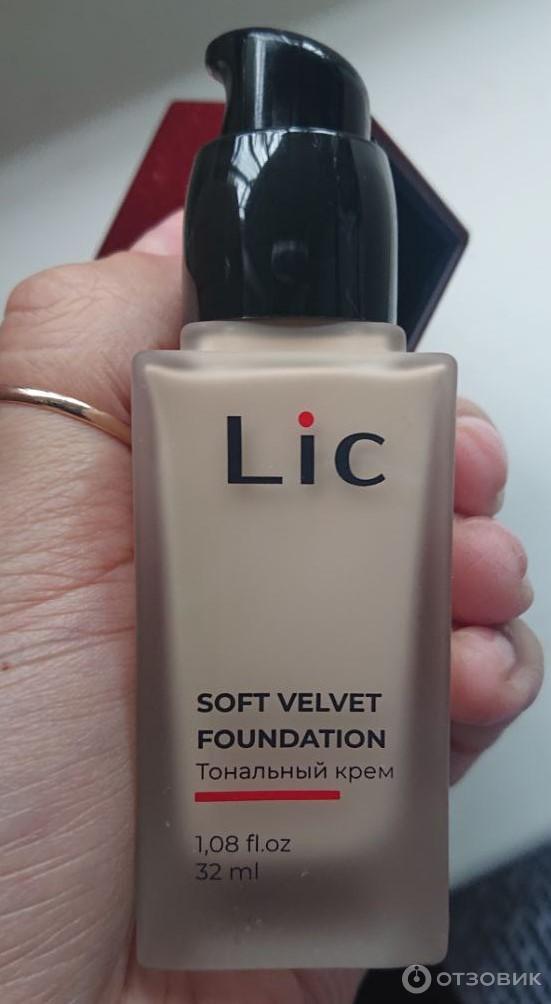 Lic
SOFT VELVET
FOUNDATION
Тональный крем
1,08 fl.oz
32 ml
ОТЗОВИК